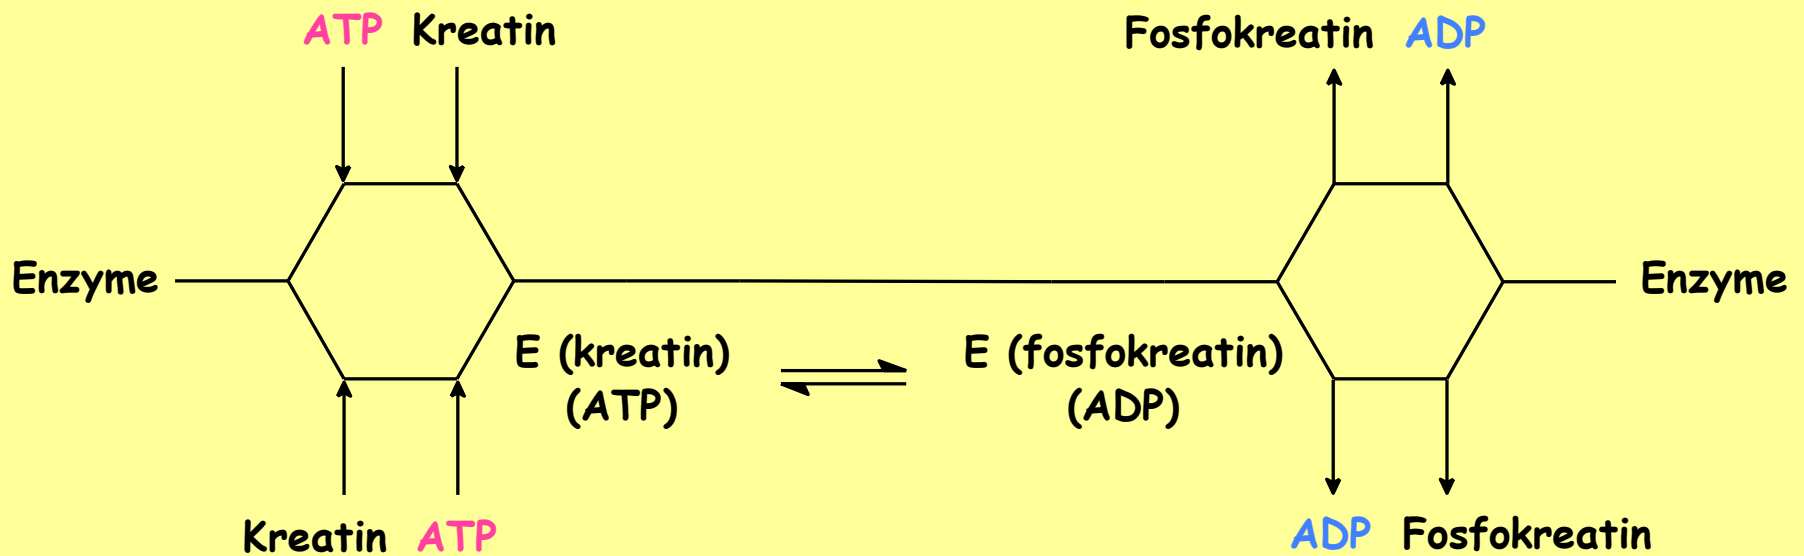 ATP Kreatin Fosfokreatin ADP
Enzyme Enzyme
E (kreatin) E (fosfokreatin)
(ATP) (ADP)
Kreatin ATP ADP Fosfokreatin